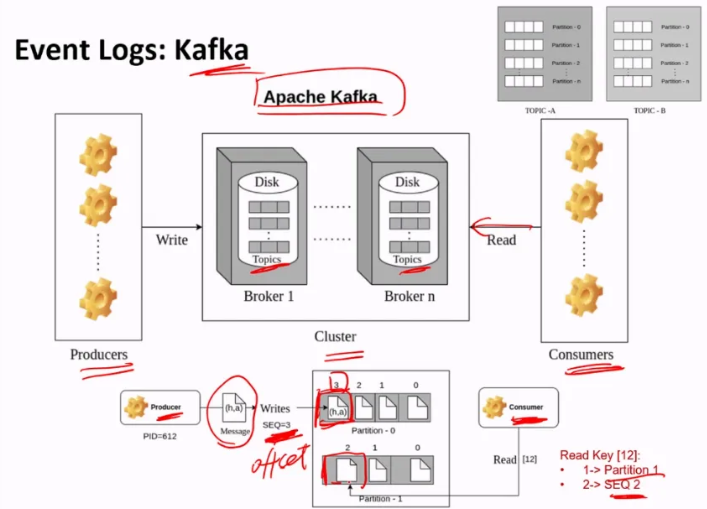 Event Logs: Kafka
Apache Kafka
Partition - 0
Partition - 1
Partition - 2
Partition - n
TOPIC -A
Partition - 0
Partition - 1
Partition - 2
Partition - n
TOPIC - B
Producers
Write
Disk
Topics
Broker 1
Disk
Topics
Broker n
Cluster
Read
Consumers
Producer
PID=612
(h,a)
Message
Writes
SEQ=3
offset
3 2 1 0
(h,a)
Partition - 0
2 1 0
Partition - 1
Consumer
Read [12]
Read Key [12]:
• 1-> Partition 1
• 2-> SEQ 2